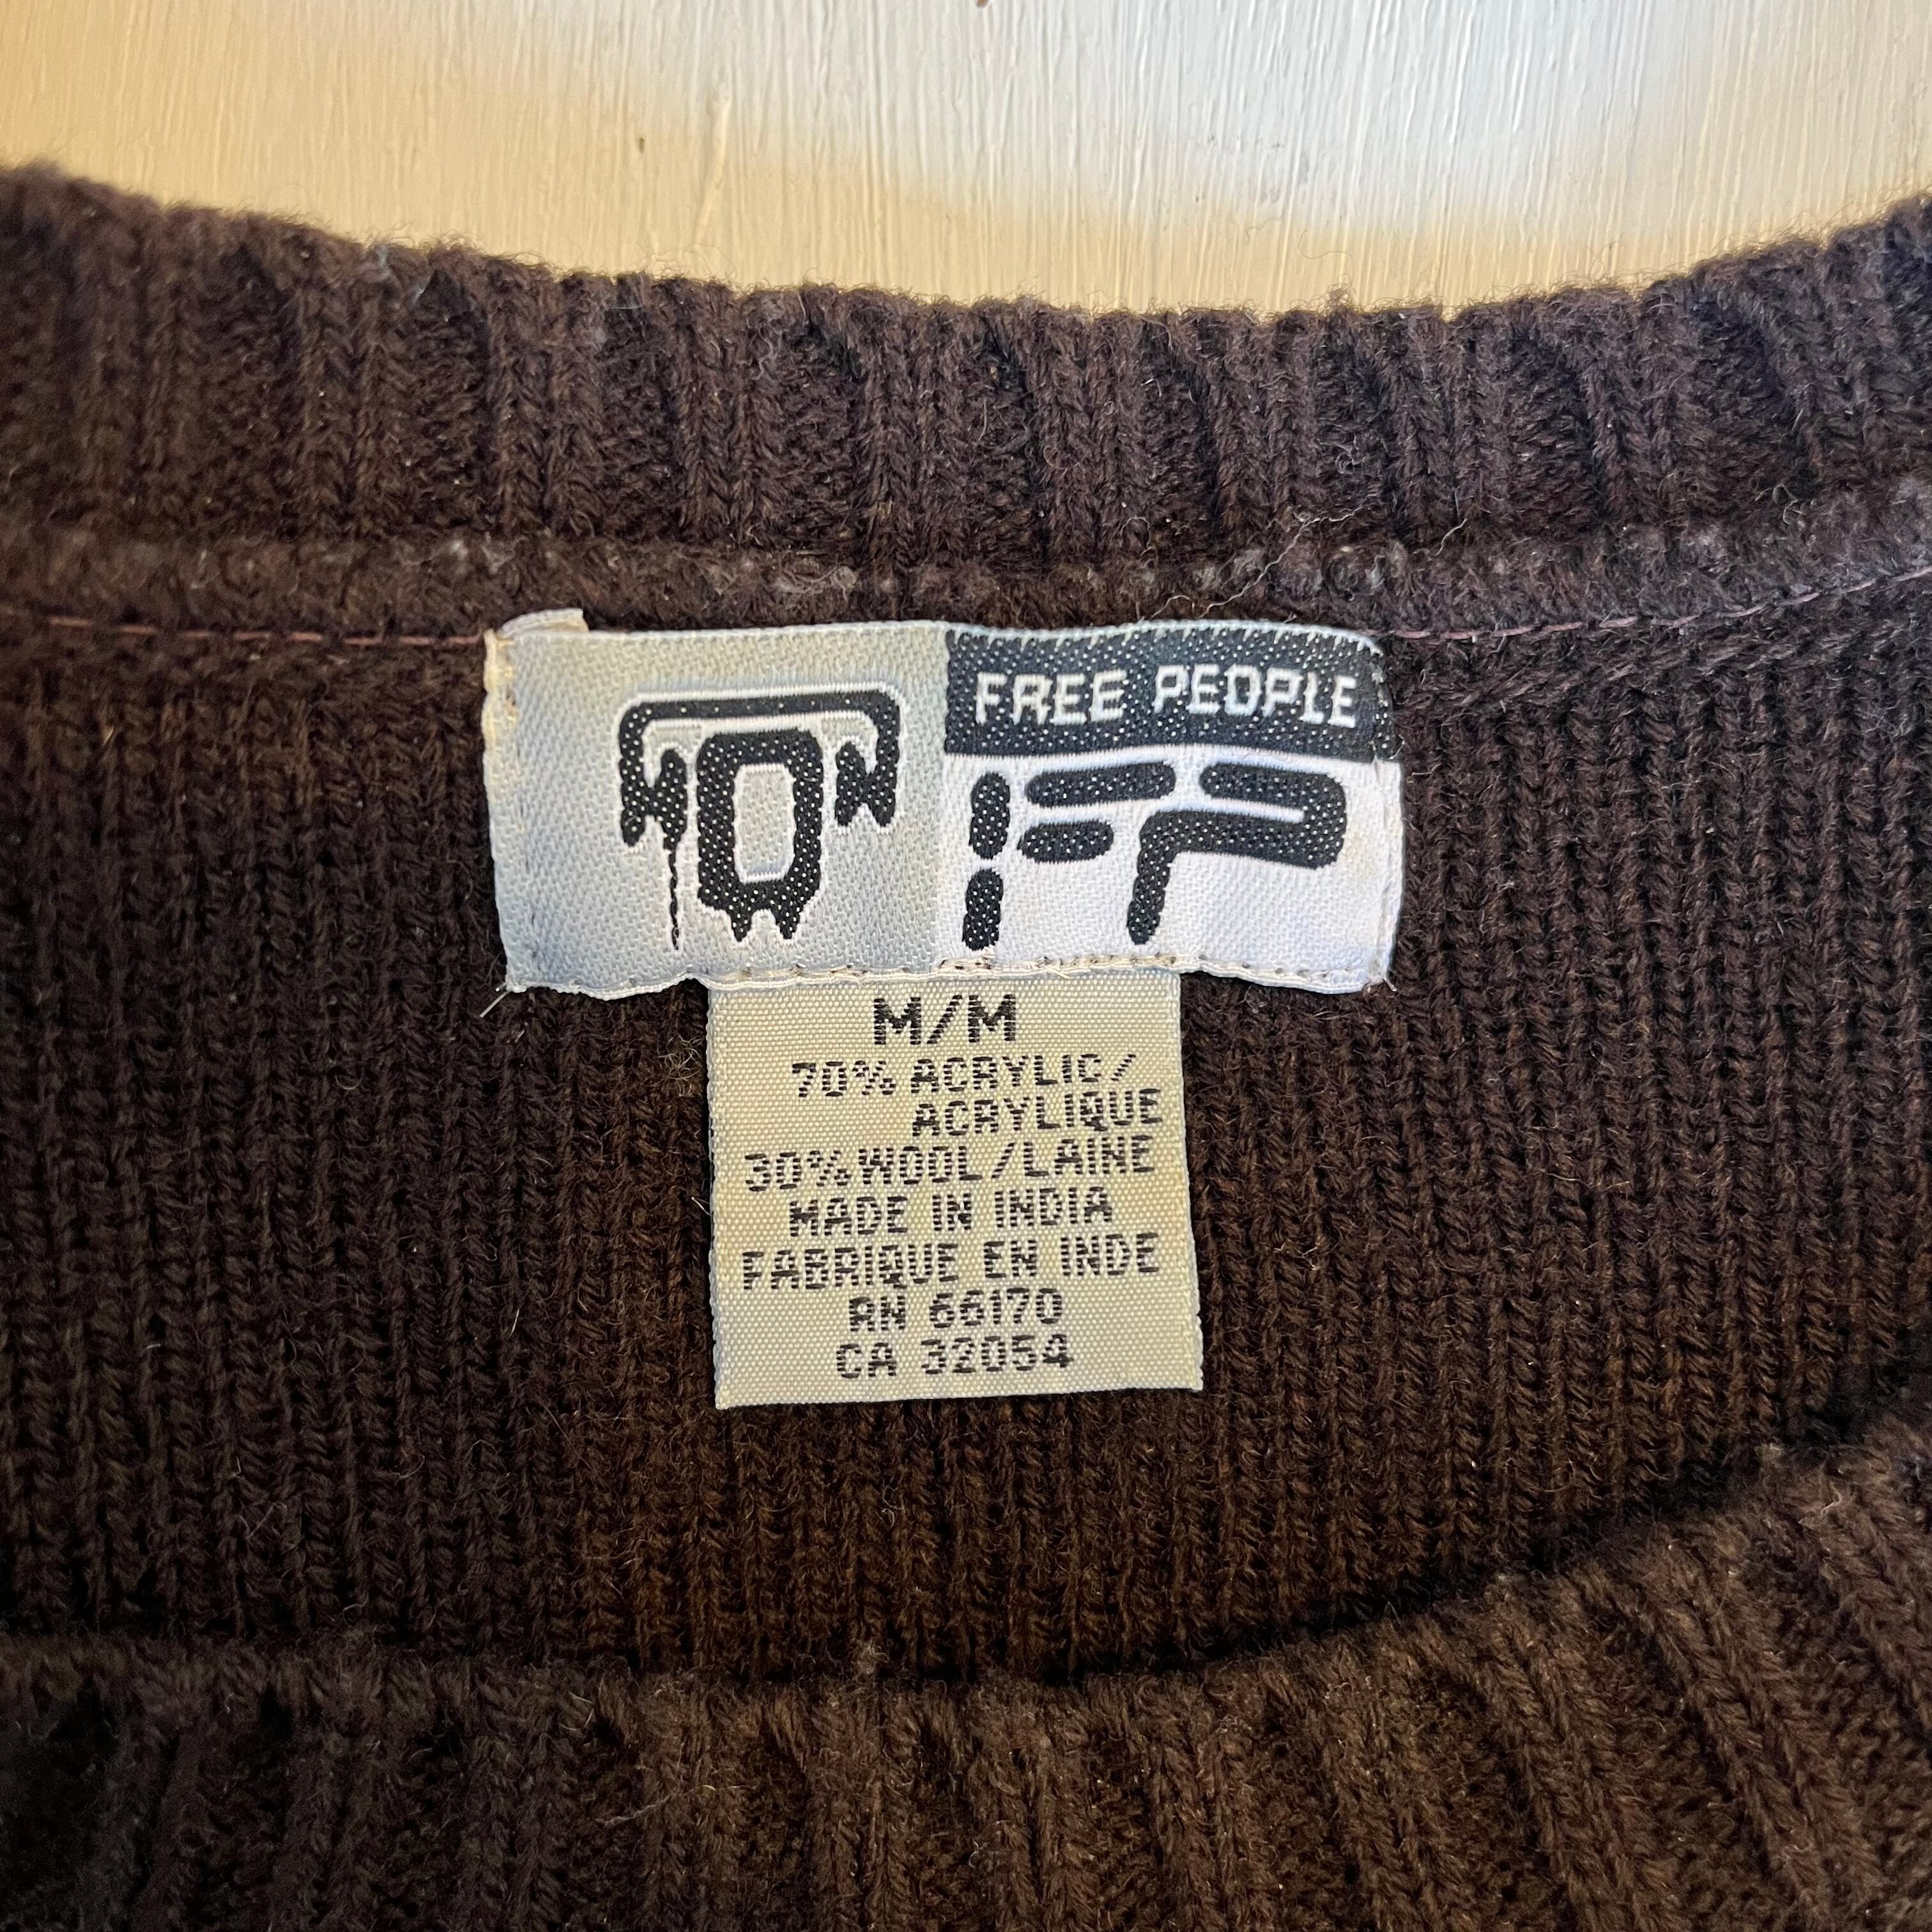 FREE PEOPLE
FP
M/M
70% ACRYLIC/
ACRYLIQUE
30% WOOL/LAINE
MADE IN INDIA
FABRIQUE EN INDE
RN 66170
CA 32054